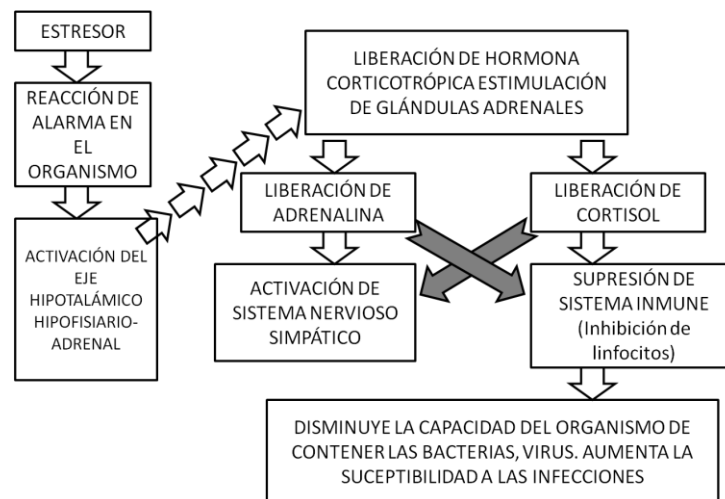 ESTRESOR
REACCIÓN DE
ALARMA EN
EL
ORGANISMO
ACTIVACIÓN DEL
EJE
HIPOTALÁMICO
HIPOFISIARIO-
ADRENAL
LIBERACIÓN DE HORMONA
CORTICOTRÓPICA ESTIMULACIÓN
DE GLÁNDULAS ADRENALES
LIBERACIÓN DE
ADRENALINA
LIBERACIÓN DE
CORTISOL
ACTIVACIÓN DE
SISTEMA NERVIOSO
SIMPÁTICO
SUPRESIÓN DE
SISTEMA INMUNE
(Inhibición de
linfocitos)
DISMINUYE LA CAPACIDAD DEL ORGANISMO DE
CONTENER LAS BACTERIAS, VIRUS. AUMENTA LA
SUCEPTIBILIDAD A LAS INFECCIONES